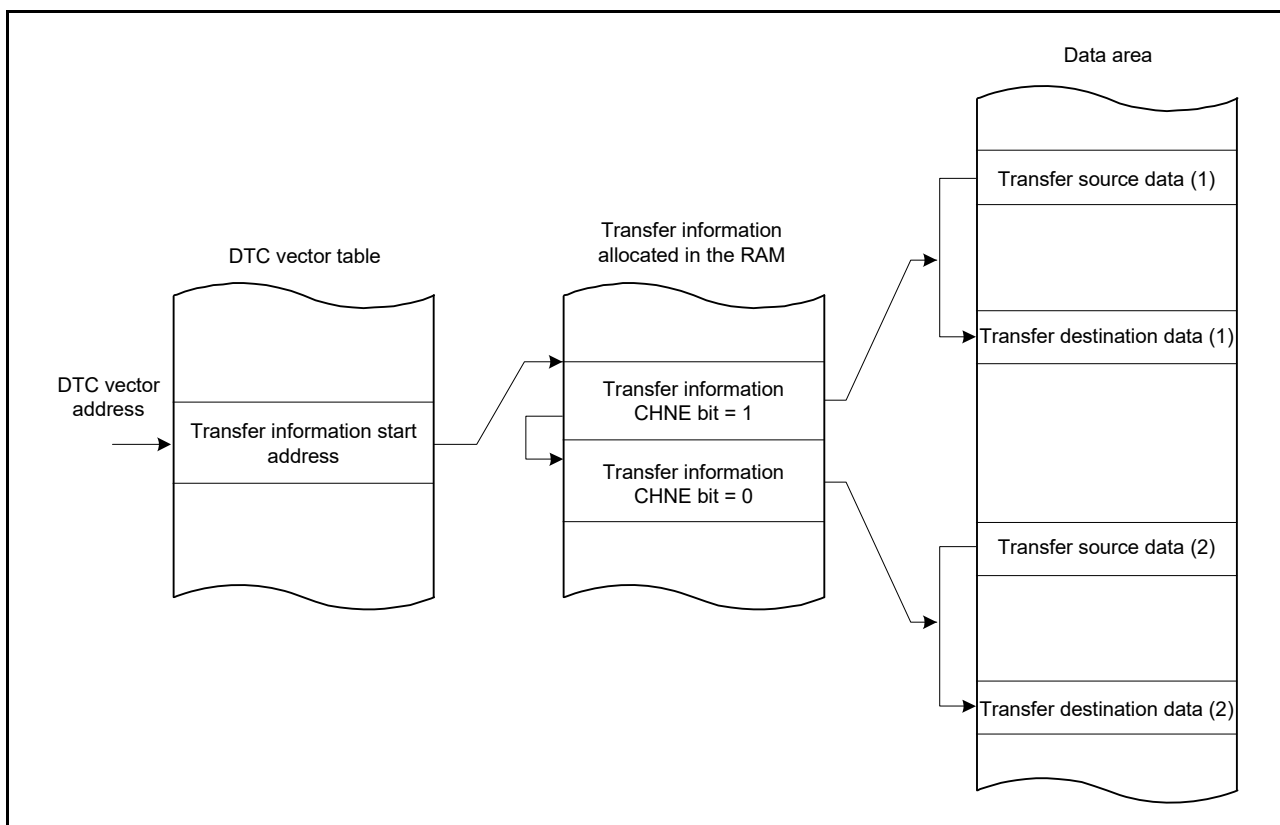 Data area
Transfer source data (1)
Transfer information
allocated in the RAM
DTC vector table
Transfer destination data (1)
DTC vector
address
Transfer information
CHNE bit = 1
Transfer information start
address
Transfer information
CHNE bit = 0
Transfer source data (2)
Transfer destination data (2)